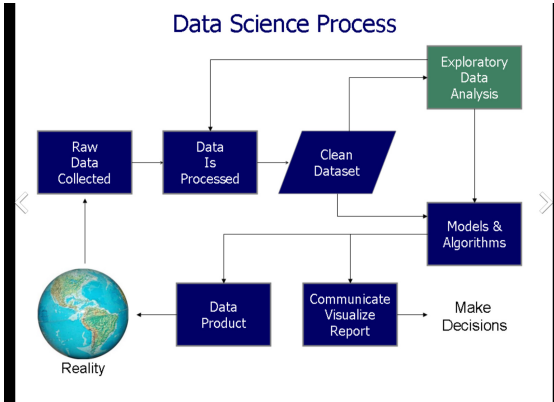 Data Science Process
Exploratory
Data
Analysis
Raw
Data
Collected
Data
Is
Processed
Clean
Dataset
Models &
Algorithms
Data
Product
Communicate
Visualize
Report
Make
Decisions
Reality